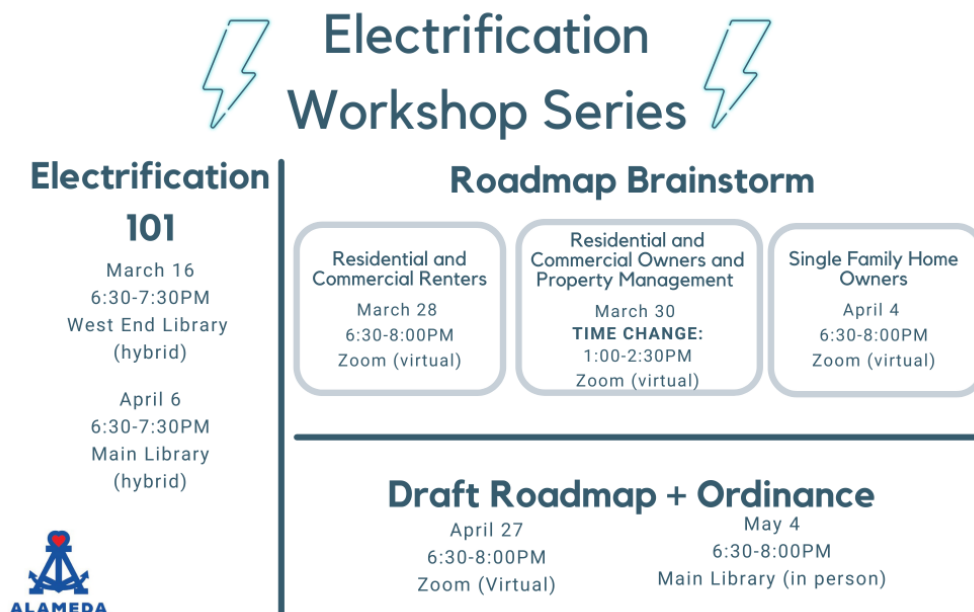 Electrification
Workshop Series
Electrification
101
March 16
6:30-7:30PM
West End Library
(hybrid)
April 6
6:30-7:30PM
Main Library
(hybrid)
Roadmap Brainstorm
Residential and
Commercial Renters
March 28
6:30-8:00PM
Zoom (virtual)
Residential and
Commercial Owners and
Property Management
March 30
TIME CHANGE:
1:00-2:30PM
Zoom (virtual)
Single Family Home
Owners
April 4
6:30-8:00PM
Zoom (virtual)
Draft Roadmap + Ordinance
April 27
6:30-8:00PM
Zoom (Virtual)
May 4
6:30-8:00PM
Main Library (in person)
ALAMEDA